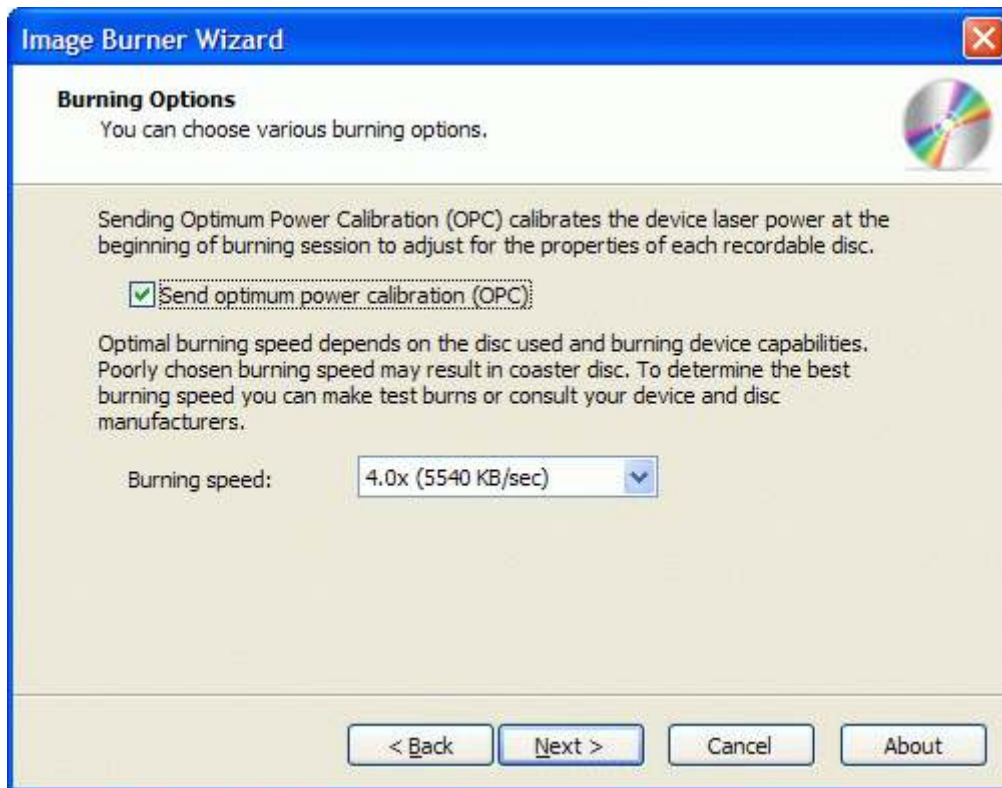 Image Burner Wizard
Burning Options
You can choose various burning options.
Sending Optimum Power Calibration (OPC) calibrates the device laser power at the
beginning of burning session to adjust for the properties of each recordable disc.
Send optimum power calibration (OPC)
Optimal burning speed depends on the disc used and burning device capabilities.
Poorly chosen burning speed may result in coaster disc. To determine the best
burning speed you can make test burns or consult your device and disc
manufacturers.
Burning speed: 4.0x (5540 KB/sec)
< Back Next > Cancel About